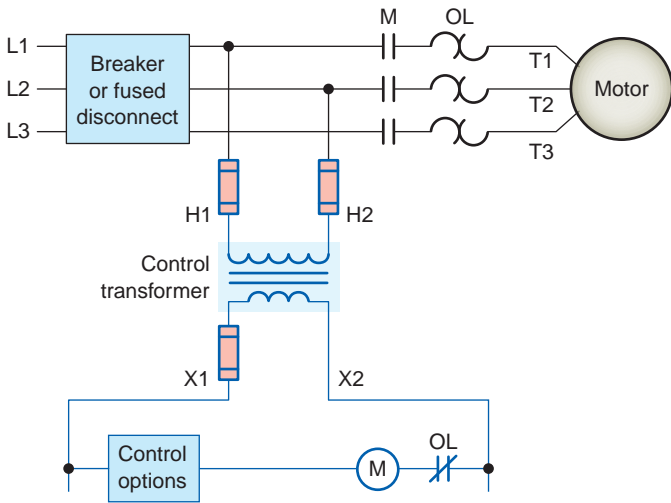 M OL
L1
T1
Breaker
or fused
disconnect
L2
T2
Motor
L3
T3
H1 H2
Control
transformer
X1 X2
OL
Control
options
M